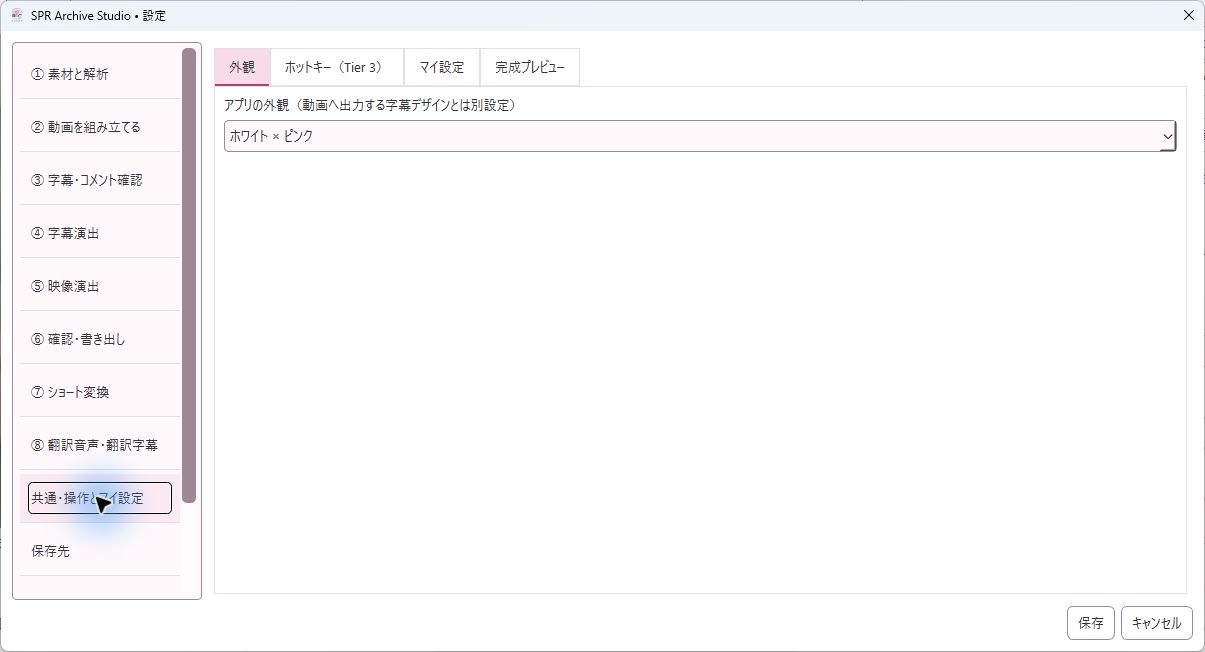 SPR Archive Studio • 設定
① 素材と解析
② 動画を組み立てる
③ 字幕・コメント確認
④ 字幕演出
⑤ 映像演出
⑥ 確認・書き出し
⑦ ショート変換
⑧ 翻訳音声・翻訳字幕
共通・操作とマイ設定
保存先
外観
ホットキー（Tier 3）
マイ設定
完成プレビュー
アプリの外観（動画へ出力する字幕デザインとは別設定）
ホワイト × ピンク
保存
キャンセル